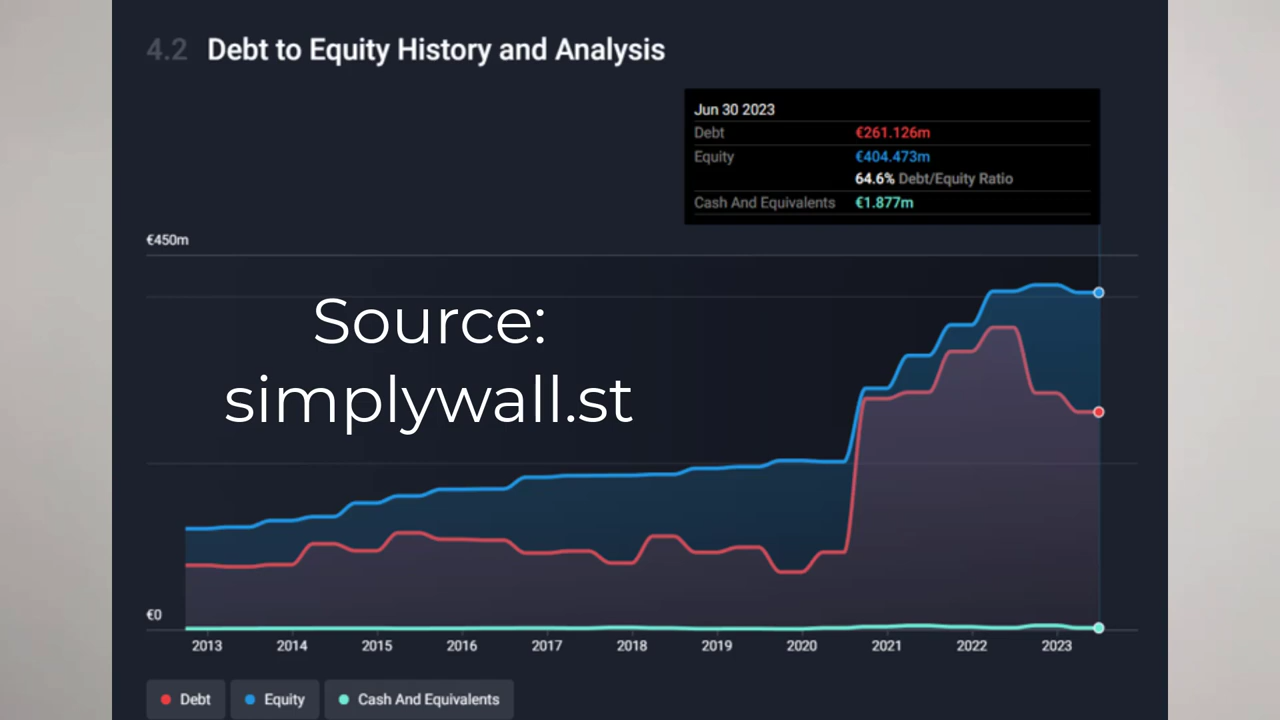 4.2 Debt to Equity History and Analysis
Jun 30 2023
Debt €261.126m
Equity €404.473m
64.6% Debt/Equity Ratio
Cash And Equivalents €1.877m
€450m
Source:
simplywall.st
€0
2013 2014 2015 2016 2017 2018 2019 2020 2021 2022 2023
Debt Equity Cash And Equivalents